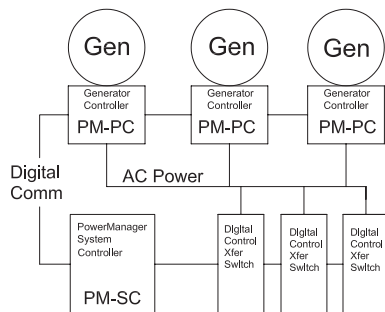 Gen
Gen
Gen
Generator
Controller
PM-PC
Generator
Controller
PM-PC
Generator
Controller
PM-PC
Digital
Comm
AC Power
PowerManager
System
Controller
PM-SC
DIgItal
Control
Xfer
SwItch
DIgItal
Control
Xfer
SwItch
DIgItal
Control
Xfer
SwItch